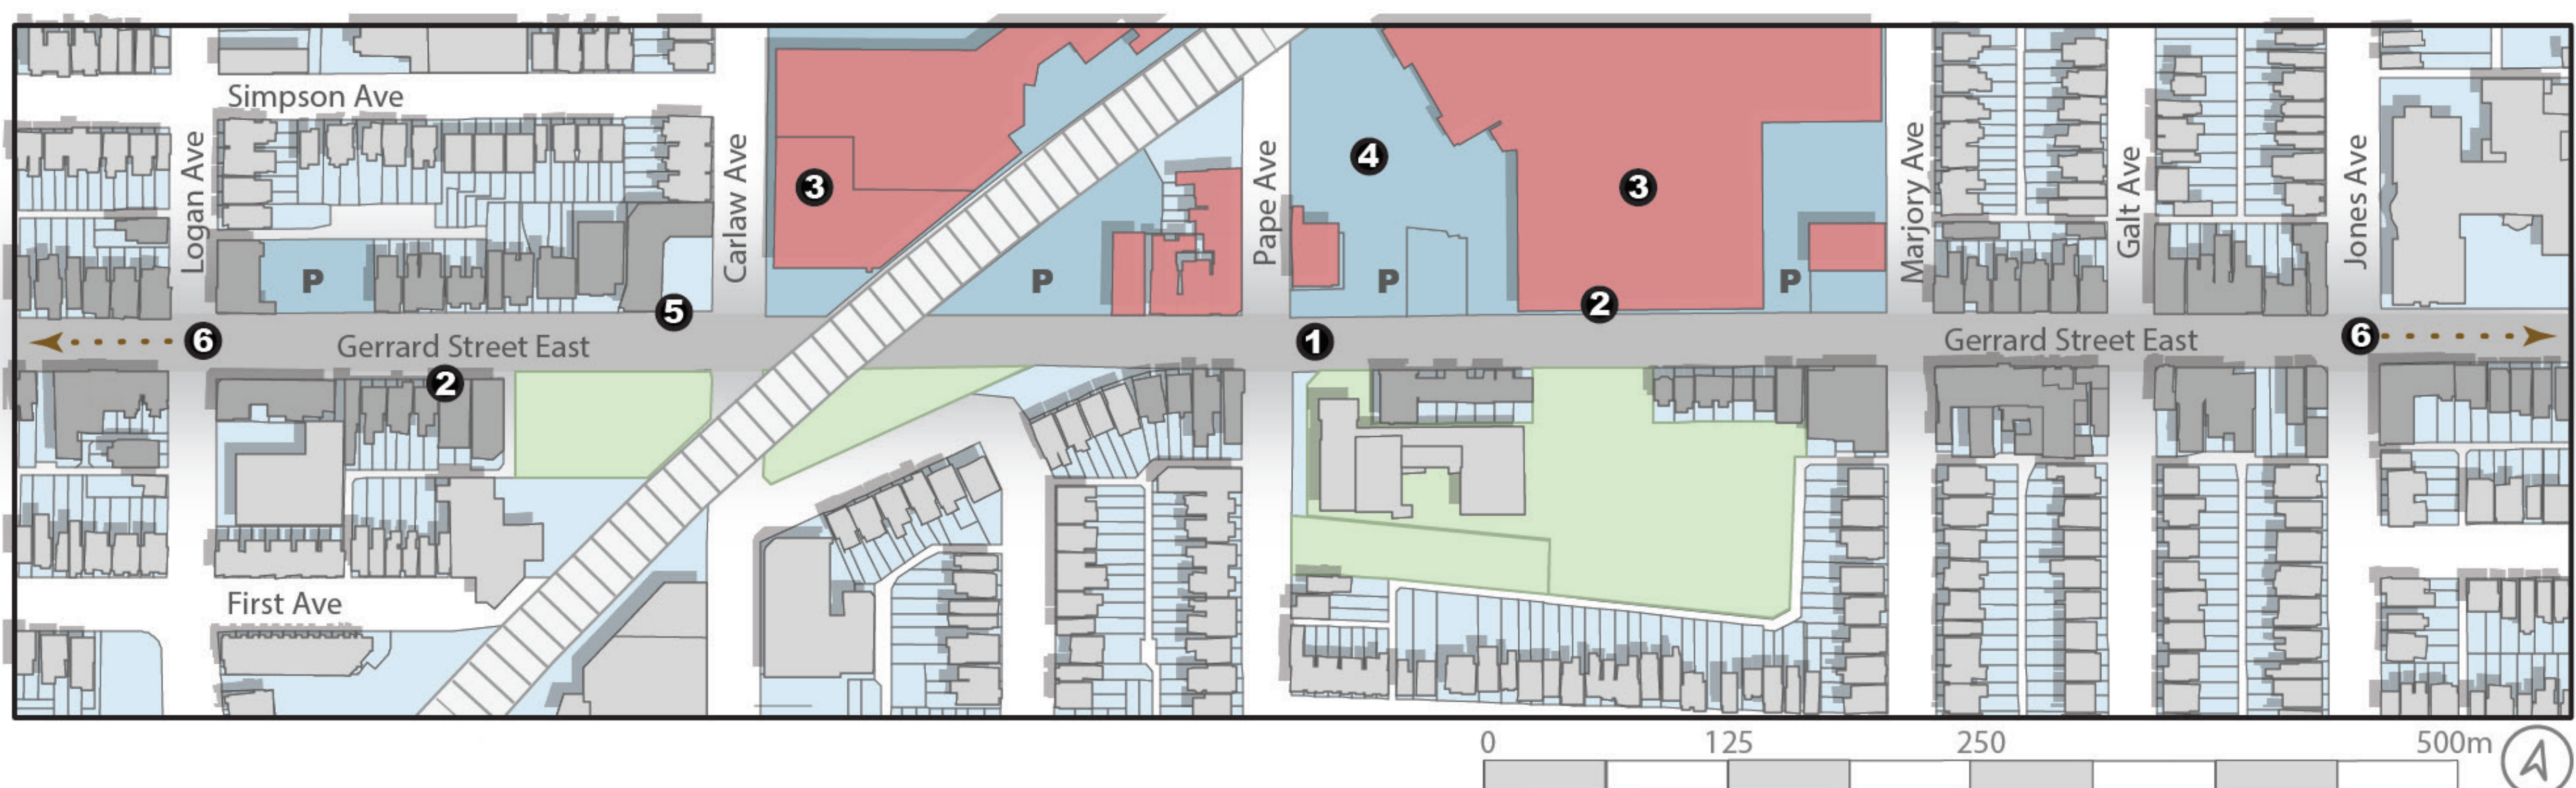 Simpson Ave
Logan Ave
Carlaw Ave
Pape Ave
Marjory Ave
Galt Ave
Jones Ave
3
4
3
P
P
P
P
5
2
6
Gerrard Street East
1
Gerrard Street East
6
2
First Ave
0 125 250 500m